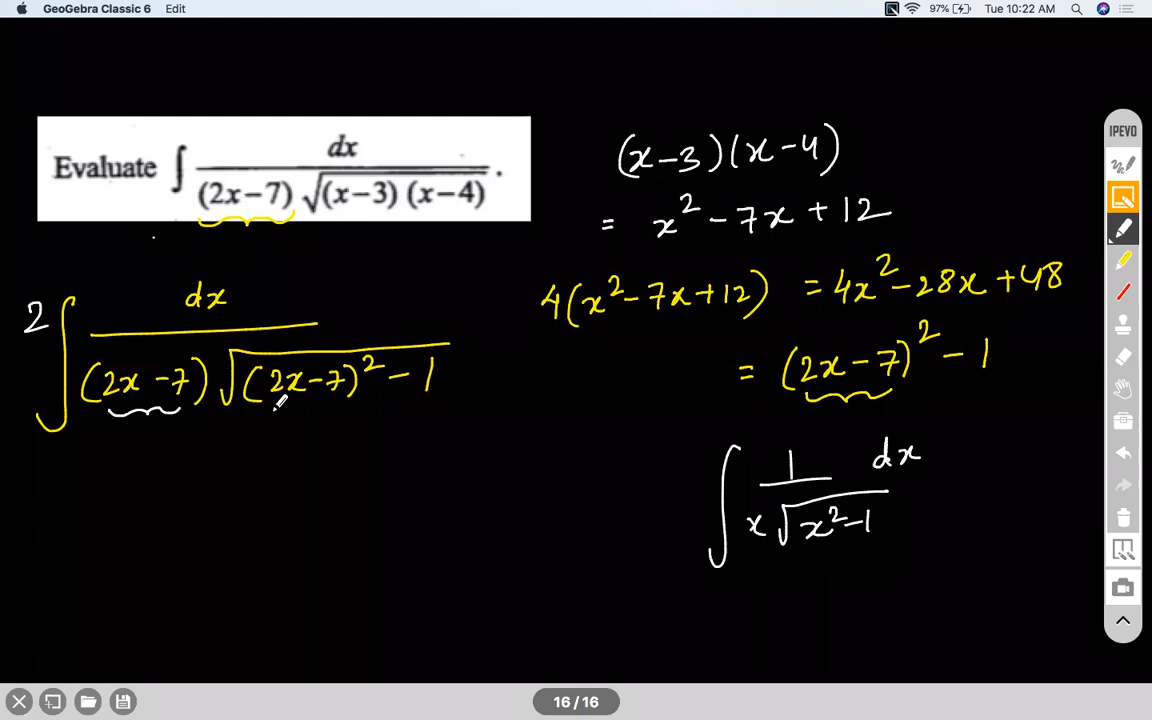 GeoGebra Classic 6 Edit 97% Tue 10:22 AM
Evaluate ∫ dx / (2x−7) √(x−3) (x−4) .
(x−3)(x−4)
= x² − 7x + 12
4(x² − 7x + 12) = 4x² − 28x + 48
= (2x − 7)² − 1
2 ∫ dx / (2x − 7) √(2x−7)² − 1
∫ 1 / x √x² − 1 dx
IPEVO
16 / 16